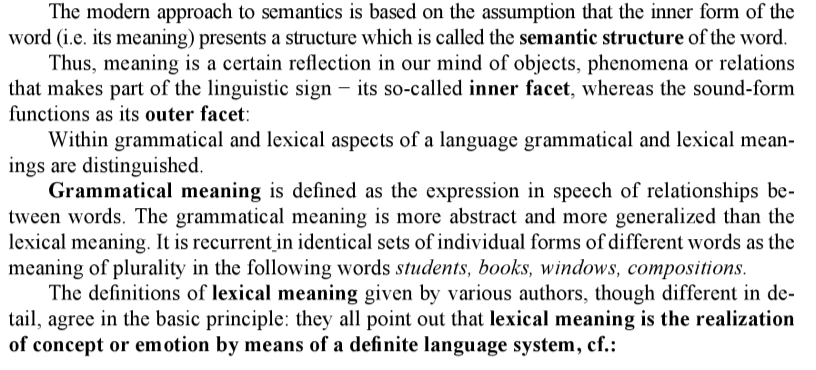 The modern approach to semantics is based on the assumption that the inner form of the
word (i.e. its meaning) presents a structure which is called the semantic structure of the word.
Thus, meaning is a certain reflection in our mind of objects, phenomena or relations
that makes part of the linguistic sign − its so-called inner facet, whereas the sound-form
functions as its outer facet:
Within grammatical and lexical aspects of a language grammatical and lexical mean-
ings are distinguished.
Grammatical meaning is defined as the expression in speech of relationships be-
tween words. The grammatical meaning is more abstract and more generalized than the
lexical meaning. It is recurrent in identical sets of individual forms of different words as the
meaning of plurality in the following words students, books, windows, compositions.
The definitions of lexical meaning given by various authors, though different in de-
tail, agree in the basic principle: they all point out that lexical meaning is the realization
of concept or emotion by means of a definite language system, cf.: